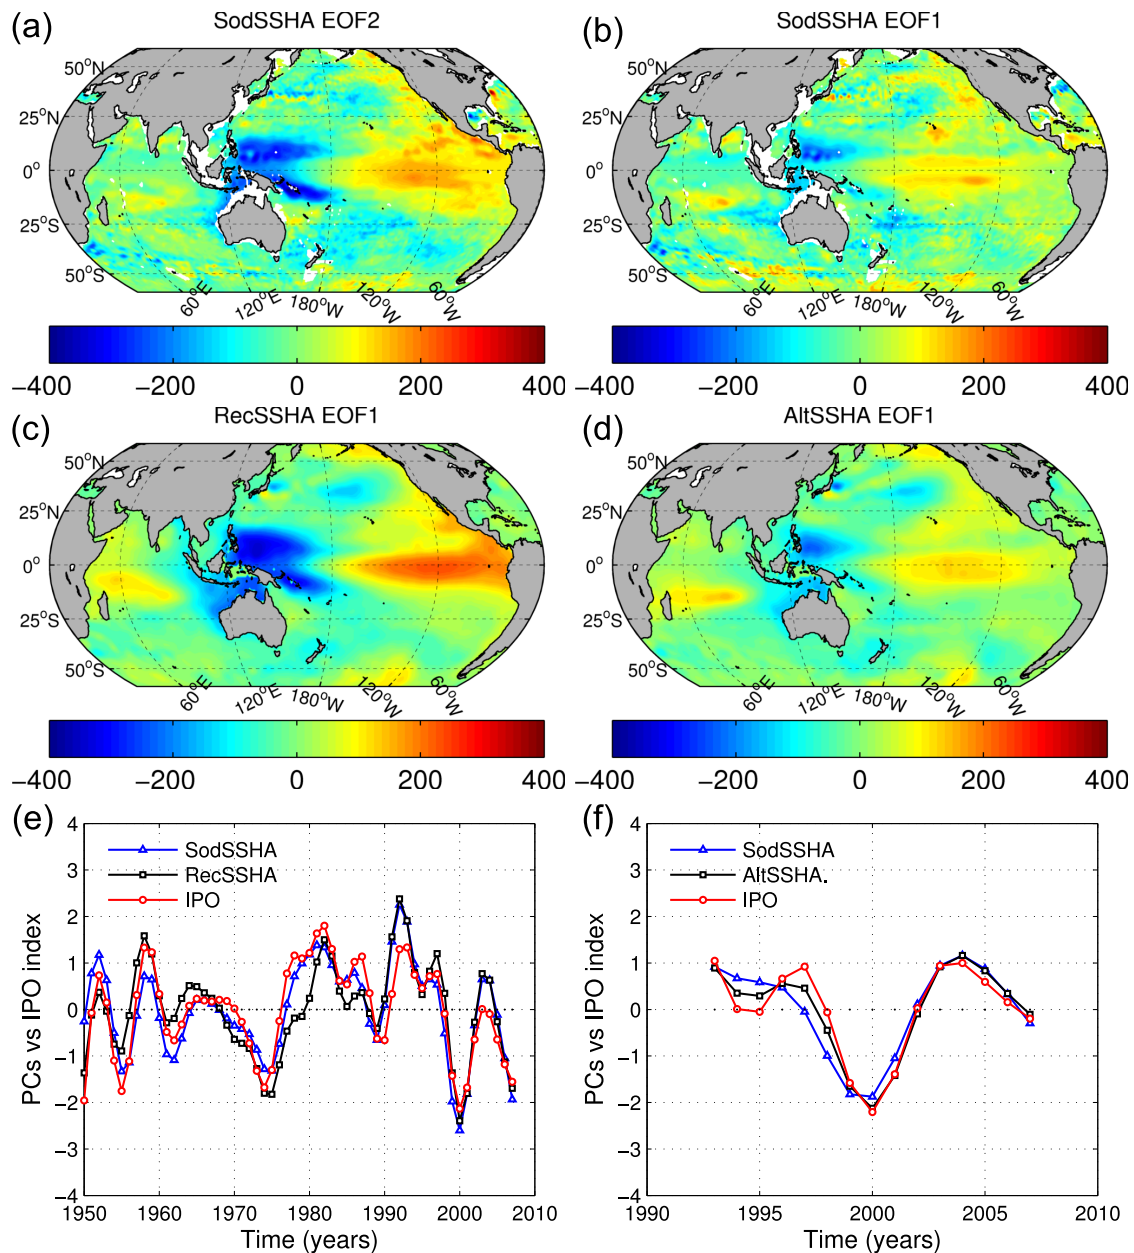 (a) SodSSHA EOF2
50°N
25°N
0°
25°S
50°S
60°E 120°E 180°W 120°W 60°W
−400 −200 0 200 400
(b) SodSSHA EOF1
50°N
25°N
0°
25°S
50°S
60°E 120°E 180°W 120°W 60°W
−400 −200 0 200 400
(c) RecSSHA EOF1
50°N
25°N
0°
25°S
50°S
60°E 120°E 180°W 120°W 60°W
−400 −200 0 200 400
(d) AltSSHA EOF1
50°N
25°N
0°
25°S
50°S
60°E 120°E 180°W 120°W 60°W
−400 −200 0 200 400
(e)
PCs vs IPO index
4
3
2
1
0
−1
−2
−3
−4
SodSSHA
RecSSHA
IPO
1950 1960 1970 1980 1990 2000 2010
Time (years)
(f)
PCs vs IPO index
4
3
2
1
0
−1
−2
−3
−4
SodSSHA
AltSSHA.
IPO
1990 1995 2000 2005 2010
Time (years)